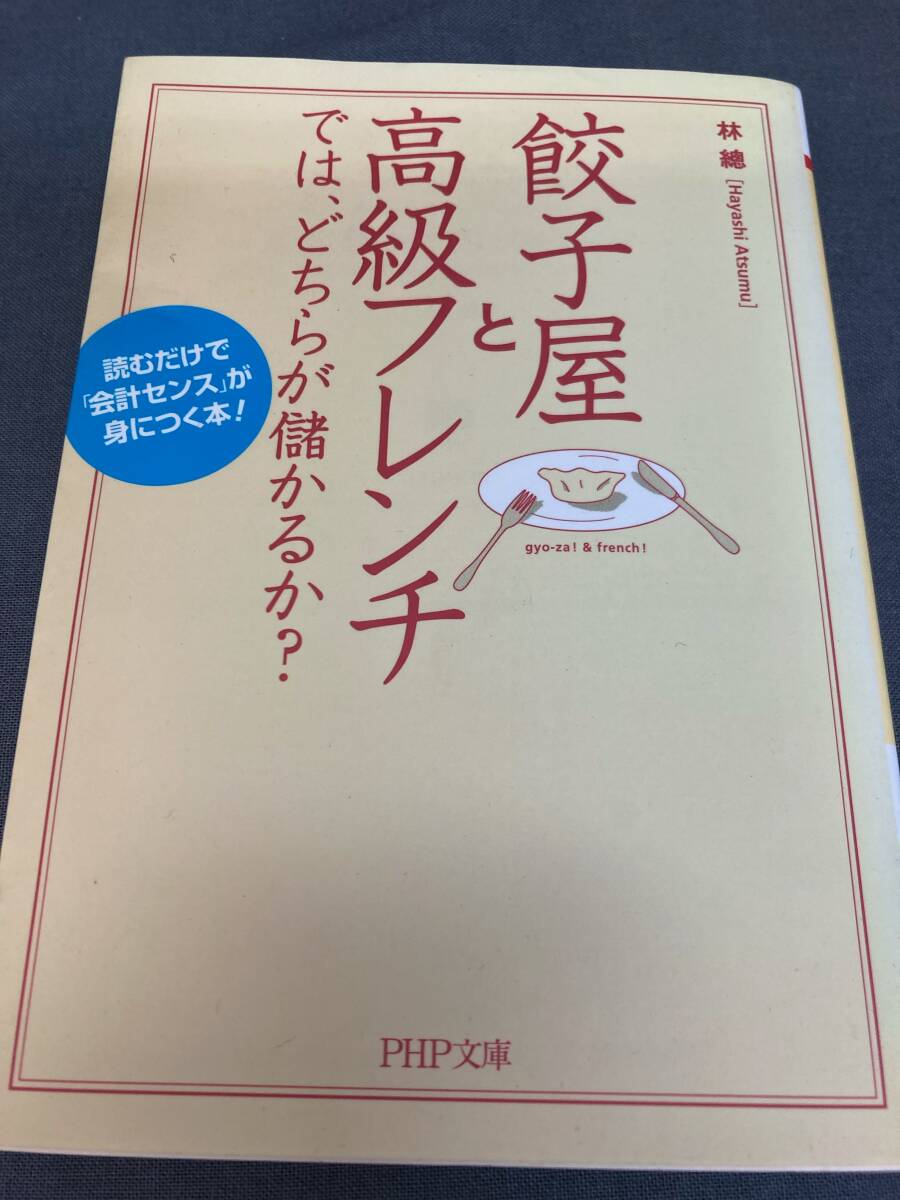 林 總 [Hayashi Atsumu]
餃子屋
と
高級フレンチ
では、どちらが儲かるか?
読むだけで
「会計センス」が
身につく本!
gyo-za! & french!
PHP文庫